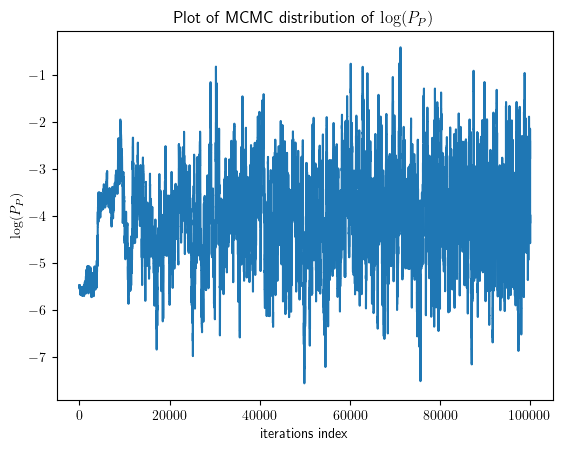 Plot of MCMC distribution of log(P_P)
−1
−2
−3
−4
−5
−6
−7
log(P_P)
0 20000 40000 60000 80000 100000
iterations index